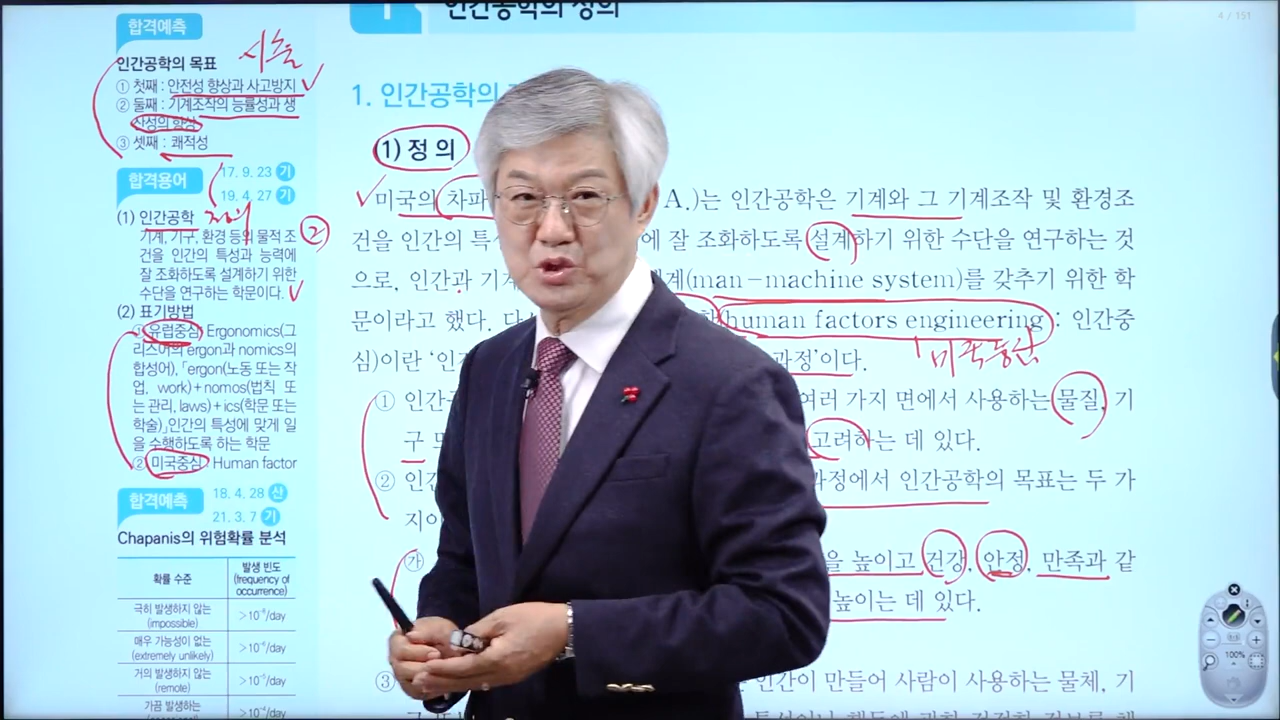 4 / 151
인간공학의 정의
합격예측
인간공학의 목표
① 첫째 : 안전성 향상과 사고방지
② 둘째 : 기계조작의 능률성과 생
산성의 향상
③ 셋째 : 쾌적성
합격용어
17. 9. 23 기
19. 4. 27 기
(1) 인간공학
기계, 기구, 환경 등의 물적 조
건을 인간의 특성과 능력에
잘 조화하도록 설계하기 위한
수단을 연구하는 학문이다.
(2) 표기방법
① 유럽중심 : Ergonomics(그
리스어의 ergon과 nomics의
합성어), 「ergon(노동 또는 작
업, work)+nomos(법칙 또
는 관리, laws)+ics(학문 또는
학술)」 인간의 특성에 맞게 일
을 수행하도록 하는 학문
② 미국중심 : Human factor
합격예측
18. 4. 28 산
21. 3. 7 기
Chapanis의 위험확률 분석
확률 수준
발생 빈도
(frequency of
occurrence)
극히 발생하지 않는
(impossible)
>10⁻⁸/day
매우 가능성이 없는
(extremely unlikely)
>10⁻⁶/day
거의 발생하지 않는
(remote)
>10⁻⁵/day
가끔 발생하는
1. 인간공학의
(1) 정 의
미국의 차파 A.)는 인간공학은 기계와 그 기계조작 및 환경조
건을 인간의 특 에 잘 조화하도록 설계하기 위한 수단을 연구하는 것
으로, 인간과 기계 체계(man-machine system)를 갖추기 위한 학
문이라고 했다. 다 (human factors engineering : 인간중
심)이란 '인 과정'이다.
① 인간 여러 가지 면에서 사용하는 물질, 기
구 고려하는 데 있다.
② 인간 과정에서 인간공학의 목표는 두 가
지이
㉮ 을 높이고 건강, 안정, 만족과 같
높이는 데 있다.
③ 인간이 만들어 사람이 사용하는 물체, 기
미국중심
②
100%